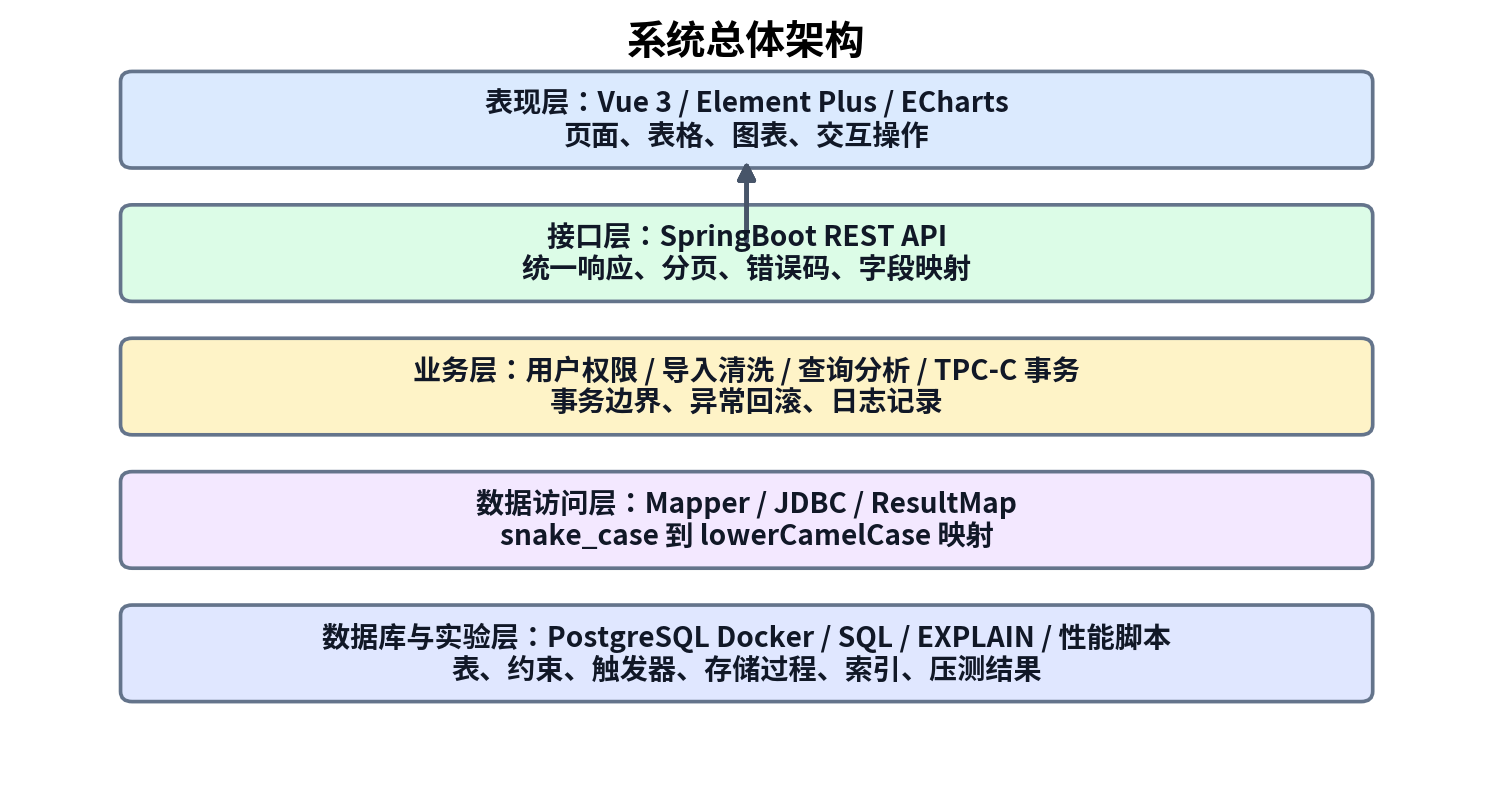 系统总体架构
表现层：Vue 3 / Element Plus / ECharts
页面、表格、图表、交互操作
接口层：SpringBoot REST API
统一响应、分页、错误码、字段映射
业务层：用户权限 / 导入清洗 / 查询分析 / TPC-C 事务
事务边界、异常回滚、日志记录
数据访问层：Mapper / JDBC / ResultMap
snake_case 到 lowerCamelCase 映射
数据库与实验层：PostgreSQL Docker / SQL / EXPLAIN / 性能脚本
表、约束、触发器、存储过程、索引、压测结果